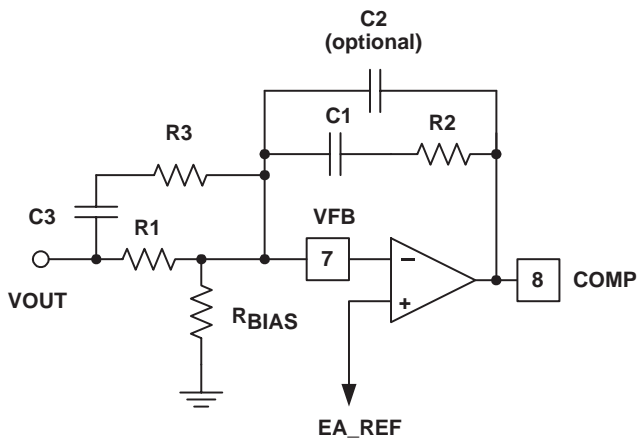 C2
(optional)
C1
R2
R3
C3
R1
VFB
7
8
COMP
VOUT
RBIAS
EA_REF